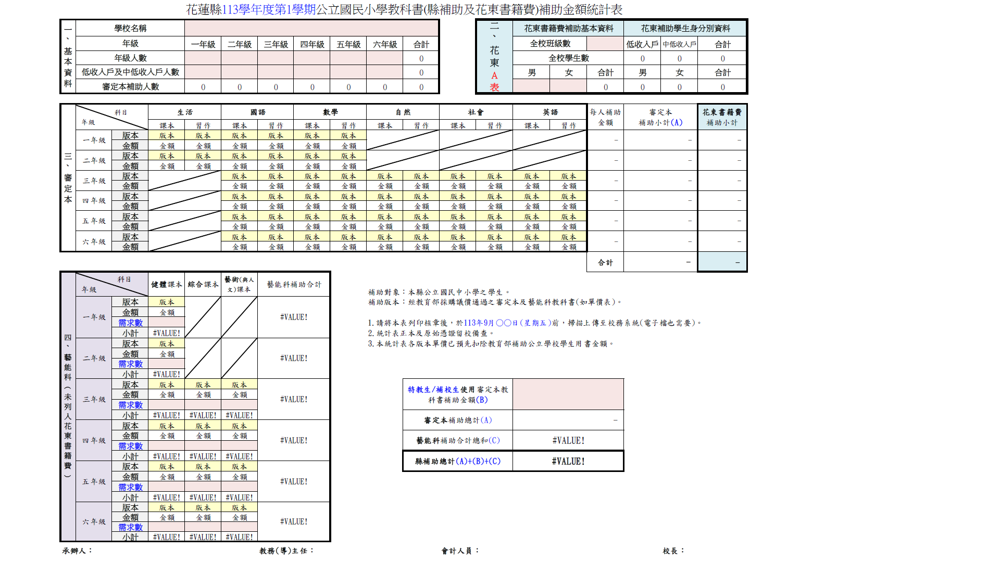 花蓮縣113學年度第1學期公立國民小學教科書(縣補助及花東書籍費)補助金額統計表
一、基本資料
學校名稱
年級 一年級 二年級 三年級 四年級 五年級 六年級 合計
年級人數 0
低收入戶及中低收入戶人數 0
審定本補助人數 0 0 0 0 0 0 0
二、花東A表
花東書籍費補助基本資料 花東補助學生身分別資料
全校班級數 低收入戶 中低收入戶 合計
全校學生數 0 0 0
男 女 合計 男 女 合計
0 0 0 0
三、審定本
科目 年級 生活 國語 數學 自然 社會 英語 每人補助金額 審定本補助小計(A) 花東書籍費補助小計
課本 習作 課本 習作 課本 習作 課本 習作 課本 習作 課本 習作
一年級 版本 版本 版本 版本 版本 版本 版本 - - -
金額 金額 金額 金額 金額 金額 金額
二年級 版本 版本 版本 版本 版本 版本 版本 - - -
金額 金額 金額 金額 金額 金額 金額
三年級 版本 版本 版本 版本 版本 版本 版本 版本 版本 版本 版本 - - -
金額 金額 金額 金額 金額 金額 金額 金額 金額 金額 金額
四年級 版本 版本 版本 版本 版本 版本 版本 版本 版本 版本 版本 - - -
金額 金額 金額 金額 金額 金額 金額 金額 金額 金額 金額
五年級 版本 版本 版本 版本 版本 版本 版本 版本 版本 版本 版本 - - -
金額 金額 金額 金額 金額 金額 金額 金額 金額 金額 金額
六年級 版本 版本 版本 版本 版本 版本 版本 版本 版本 版本 版本 - - -
金額 金額 金額 金額 金額 金額 金額 金額 金額 金額 金額
合計 - -
四、藝能科(未列入花東書籍費)
科目 年級 健體課本 綜合課本 藝術(與人文)課本 藝能科補助合計
一年級 版本 版本
金額 金額
需求數 #VALUE!
小計 #VALUE!
二年級 版本 版本
金額 金額
需求數 #VALUE!
小計 #VALUE!
三年級 版本 版本 版本 版本
金額 金額 金額 金額
需求數 #VALUE!
小計 #VALUE! #VALUE! #VALUE!
四年級 版本 版本 版本 版本
金額 金額 金額 金額
需求數 #VALUE!
小計 #VALUE! #VALUE! #VALUE!
五年級 版本 版本 版本 版本
金額 金額 金額 金額
需求數 #VALUE!
小計 #VALUE! #VALUE! #VALUE!
六年級 版本 版本 版本 版本
金額 金額 金額 金額
需求數 #VALUE!
小計 #VALUE! #VALUE! #VALUE!
補助對象：本縣公立國民中小學之學生。
補助版本：經教育部採購議價通過之審定本及藝能科教科書(如單價表)。
1.請將本表列印核章後，於113年9月〇〇日(星期五)前，掃描上傳至校務系統(電子檔也需要)。
2.統計表正本及原始憑證留校備查。
3.本統計表各版本單價已預先扣除教育部補助公立學校學生用書金額。
特教生/補校生使用審定本教
科書補助金額(B)
審定本補助總計(A) -
藝能科補助合計總和(C) #VALUE!
縣補助總計(A)+(B)+(C) #VALUE!
承辦人： 教務(導)主任： 會計人員： 校長：